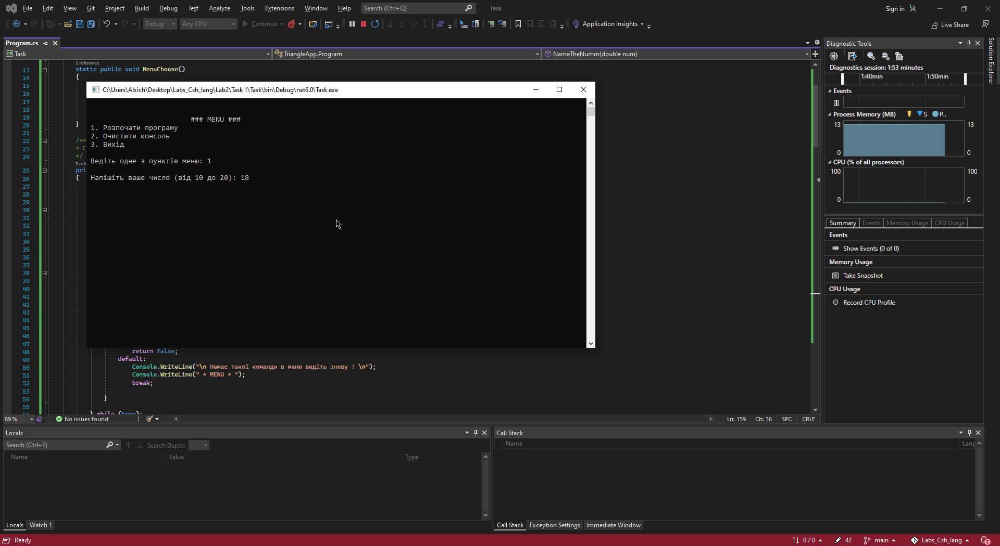 File Edit View Git Project Build Debug Test Analyze Tools Extensions Window Help Search (Ctrl+Q) Task Sign in
Debug Any CPU Continue Application Insights Live Share
Program.cs
Task TriangleApp.Program NameTheNumm(double num)
1 reference
13 static public void MenuChoose()
14 {
15
16
17
18
19
20 }
21
22 /**
23 * C
24 */
3 refe
25 pri
26 {
27
28
29
30
31
32
33
34
35
36
37
38
39
40
41
42
43
44
45
46
47
48 return false;
49 default:
50 Console.WriteLine("\n Немає такої команди в меню ведіть знову ! \n");
51 Console.WriteLine(" * MENU * ");
52 break;
53
54 }
55
56 } while (true);
C:\Users\Alxich\Desktop\Labs_Csh_lang\Lab2\Task 1\Task\bin\Debug\net6.0\Task.exe
### MENU ###
1. Розпочати програму
2. Очистити консоль
3. Вихід
Ведіть одне з пунктів меню: 1
Напішіть ваше число (від 10 до 20): 18
89 % No issues found Ln: 159 Ch: 36 SPC CRLF
Diagnostic Tools
Diagnostics session: 1:53 minutes
1:40min 1:50min
Events
Process Memory (MB) S P..
13 13
0 0
CPU (% of all processors)
100 100
0 0
Summary Events Memory Usage CPU Usage
Events
Show Events (0 of 0)
Memory Usage
Take Snapshot
CPU Usage
Record CPU Profile
Solution Explorer
Locals
Search (Ctrl+E) Search Depth:
Name Value Type
Locals Watch 1
Call Stack
Name Lang
Call Stack Exception Settings Immediate Window
Ready 0 / 0 42 main Labs_Csh_lang 1